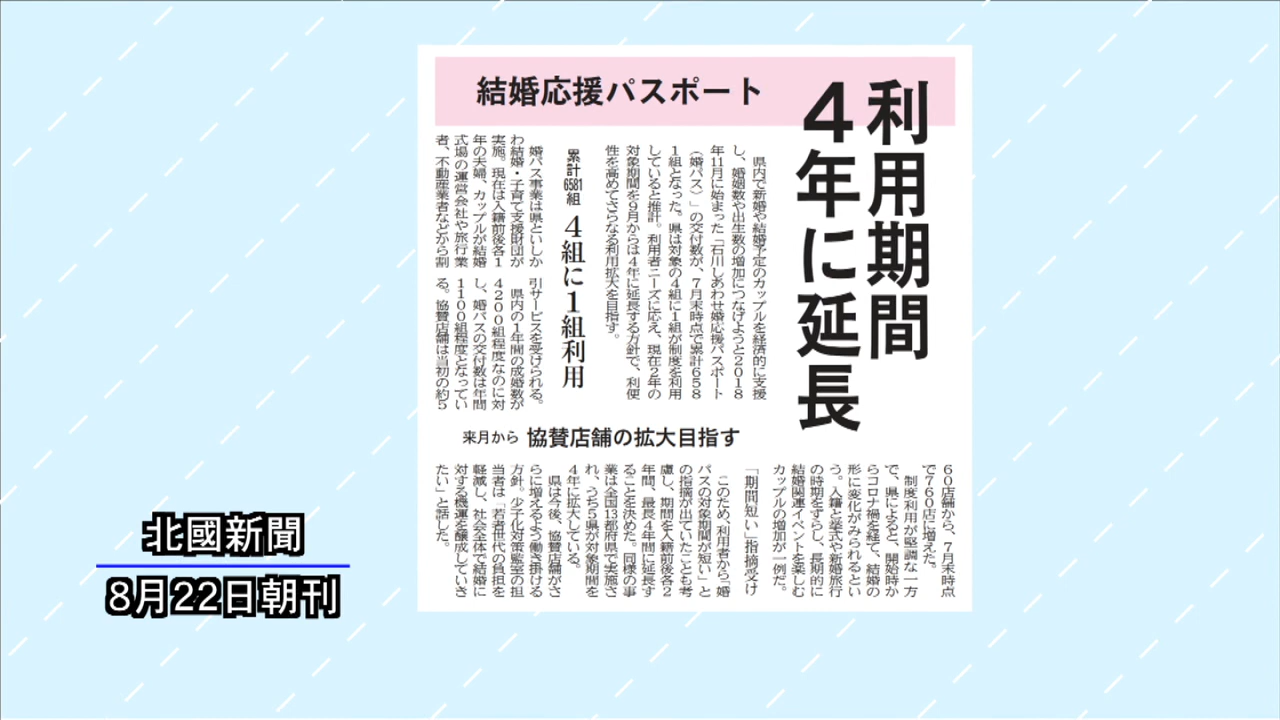 結婚応援パスポート
利用期間
4年に延長
県内で新婚や結婚予定のカップルを経済的に支援
し、婚姻数や出生数の増加につなげようと2018
年11月に始まった「石川しあわせ婚応援パスポート
(婚パス)」の交付数が、7月末時点で累計658
1組となった。県は対象の4組に1組が制度を利用
していると推計。利用者ニーズに応え、現在2年の
対象期間を9月からは4年に延長する方針で、利便
性を高めてさらなる利用拡大を目指す。
累計6581組
4組に1組利用
婚パス事業は県といしか
わ結婚・子育て支援財団が
実施。現在は入籍前後各1
年の夫婦、カップルが結婚
式場の運営会社や旅行業
者、不動産業者などから割
引サービスを受けられる。
県内の1年間の成婚数が
4200組程度なのに対
し、婚パスの交付数は年間
1100組程度となってい
る。協賛店舗は当初の約5
来月から 協賛店舗の拡大目指す
60店舗から、7月末時点
で760店に増えた。
制度利用が堅調な一方
で、県によると、開始時か
らコロナ禍を経て、結婚の
形に変化がみられるとい
う。入籍と挙式や新婚旅行
の時期をずらし、長期的に
結婚関連イベントを楽しむ
カップルの増加が一例だ。
「期間短い」指摘受け
このため、利用者から「婚
パスの対象期間が短い」と
の指摘が出ていたことも考
慮し、期間を入籍前後各2
年間、最長4年間に延長す
ることを決めた。同様の事
業は全国13都府県で実施さ
れ、うち5県が対象期間を
4年に拡大している。
県は今後、協賛店舗がさ
らに増えるよう働き掛ける
方針。少子化対策監室の担
当者は「若者世代の負担を
軽減し、社会全体で結婚に
対する機運を醸成していき
たい」と話した。
北國新聞
8月22日朝刊